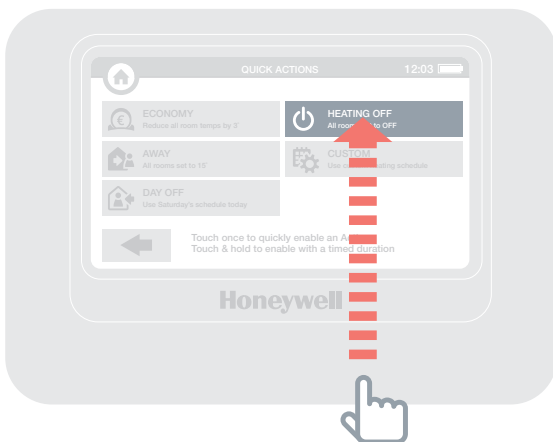 QUICK ACTIONS 12:03
ECONOMY
Reduce all room temps by 3°
HEATING OFF
All room to OFF
AWAY
All rooms set to 15°
CUSTOM
Use schedule
DAY OFF
Use Saturday's schedule today
Touch once to quickly enable an
Touch & hold to enable with a timed duration
Honeywell